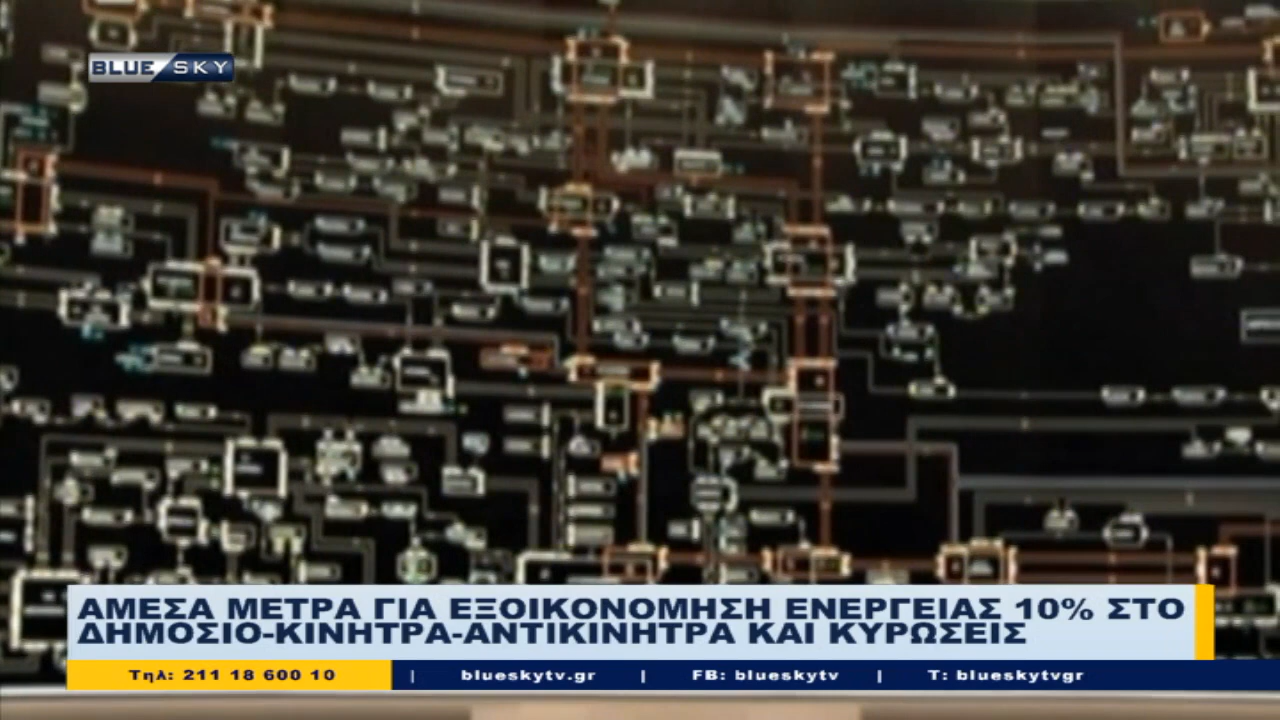 BLUE SKY
ΑΜΕΣΑ ΜΕΤΡΑ ΓΙΑ ΕΞΟΙΚΟΝΟΜΗΣΗ ΕΝΕΡΓΕΙΑΣ 10% ΣΤΟ
ΔΗΜΟΣΙΟ-ΚΙΝΗΤΡΑ-ΑΝΤΙΚΙΝΗΤΡΑ ΚΑΙ ΚΥΡΩΣΕΙΣ
Τηλ: 211 18 600 10 | blueskytv.gr | FB: blueskytv | T: blueskytvgr